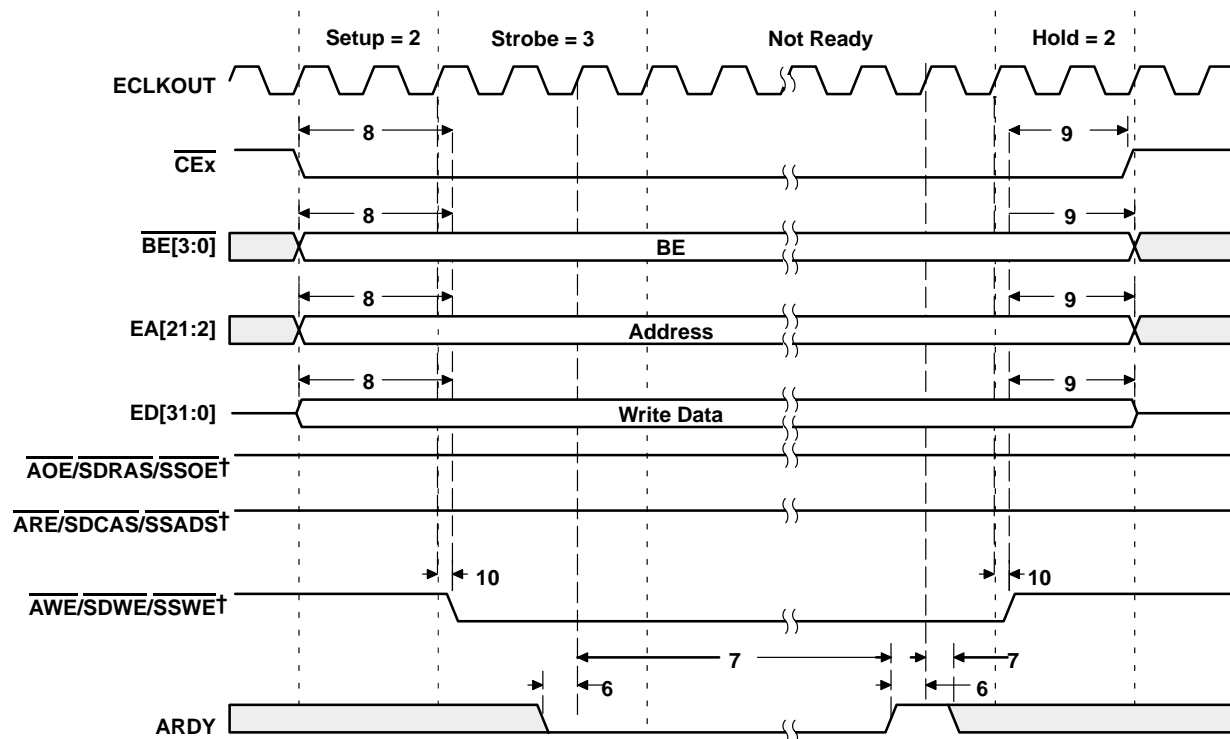 Setup = 2 Strobe = 3 Not Ready Hold = 2
ECLKOUT
8 9
CEx
8 9
BE[3:0] BE
8 9
EA[21:2] Address
8 9
ED[31:0] Write Data
AOE/SDRAS/SSOE†
ARE/SDCAS/SSADS†
10 10
AWE/SDWE/SSWE†
7 7
6 6
ARDY